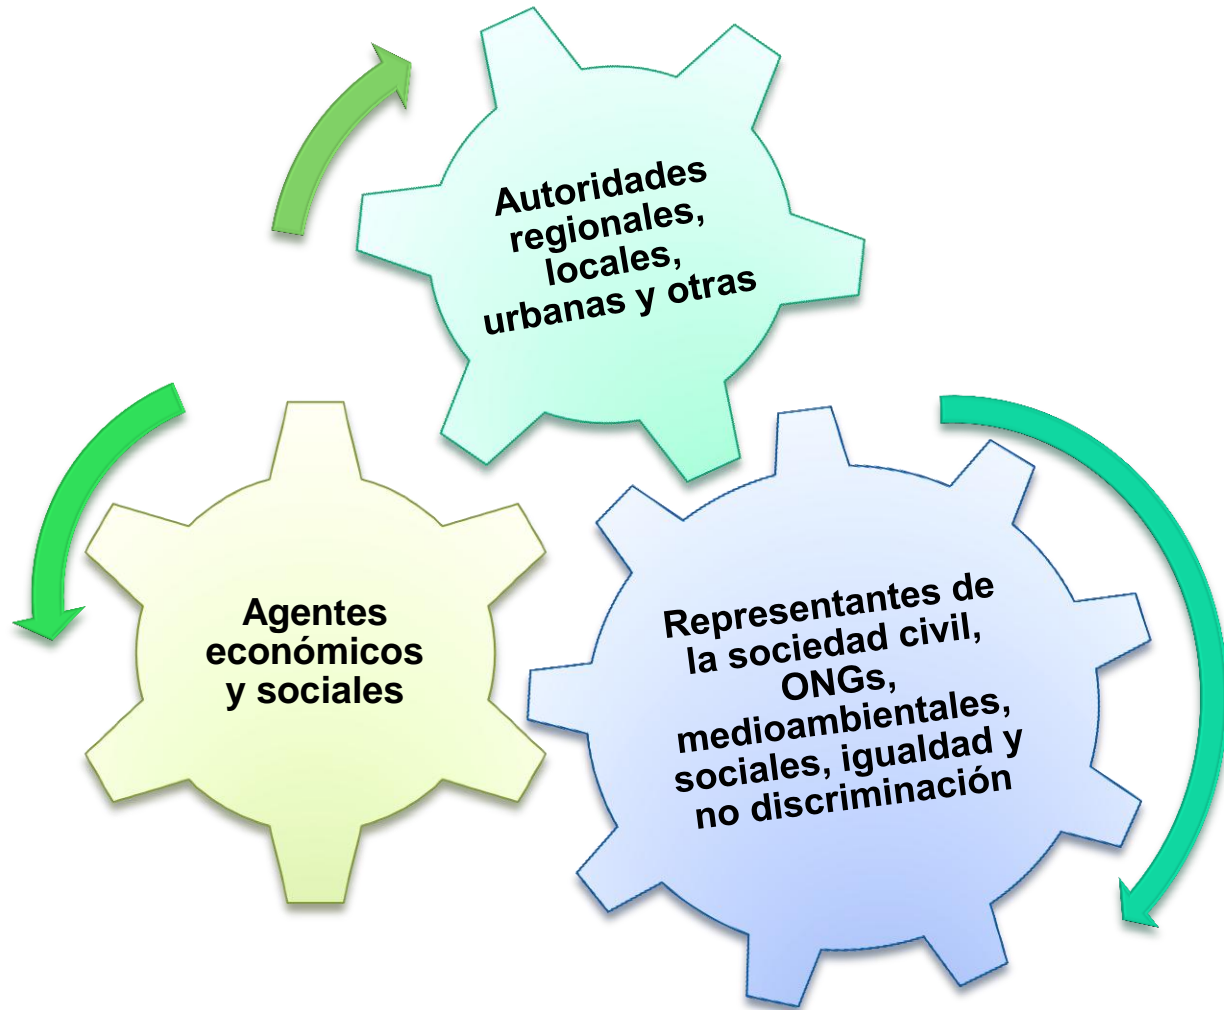 Autoridades
regionales,
locales,
urbanas y otras
Agentes
económicos
y sociales
Representantes de
la sociedad civil,
ONGs,
medioambientales,
sociales, igualdad y
no discriminación